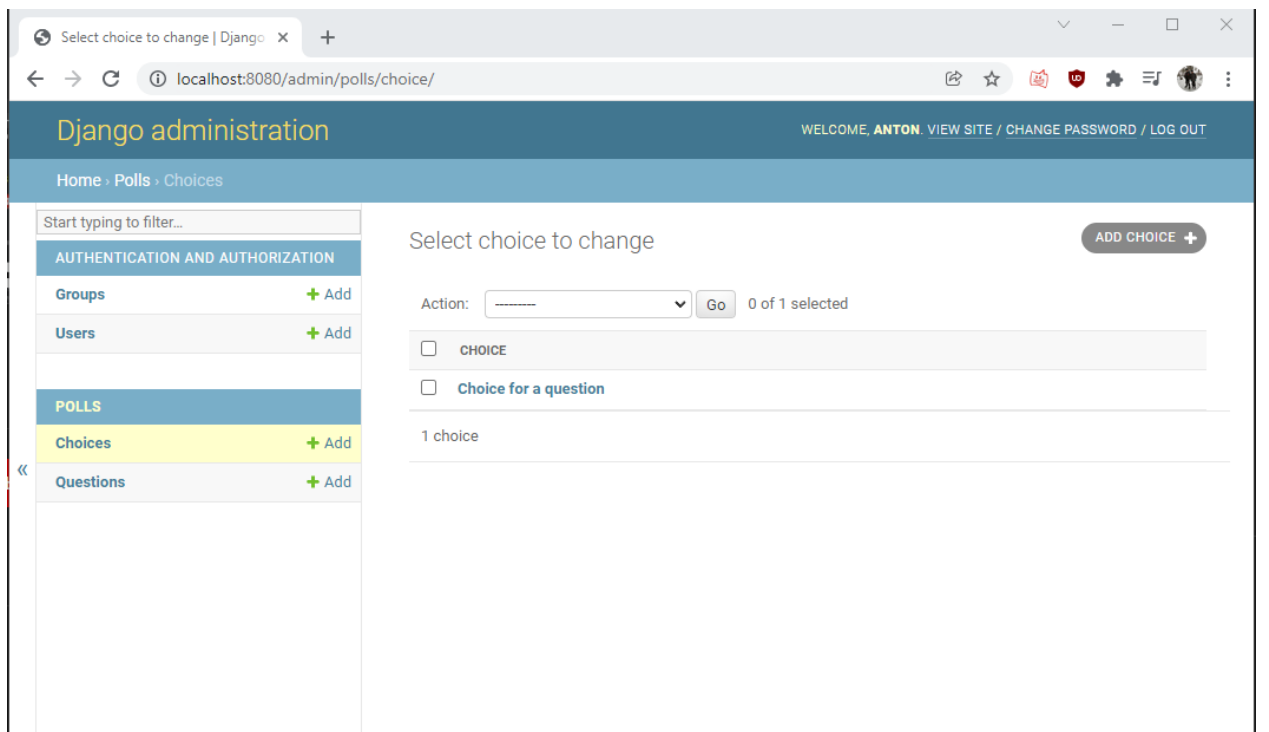 Select choice to change | Django
localhost:8080/admin/polls/choice/
Django administration
WELCOME, ANTON. VIEW SITE / CHANGE PASSWORD / LOG OUT
Home › Polls › Choices
Start typing to filter...
AUTHENTICATION AND AUTHORIZATION
Groups + Add
Users + Add
POLLS
Choices + Add
Questions + Add
«
Select choice to change
ADD CHOICE +
Action: --------- Go 0 of 1 selected
CHOICE
Choice for a question
1 choice